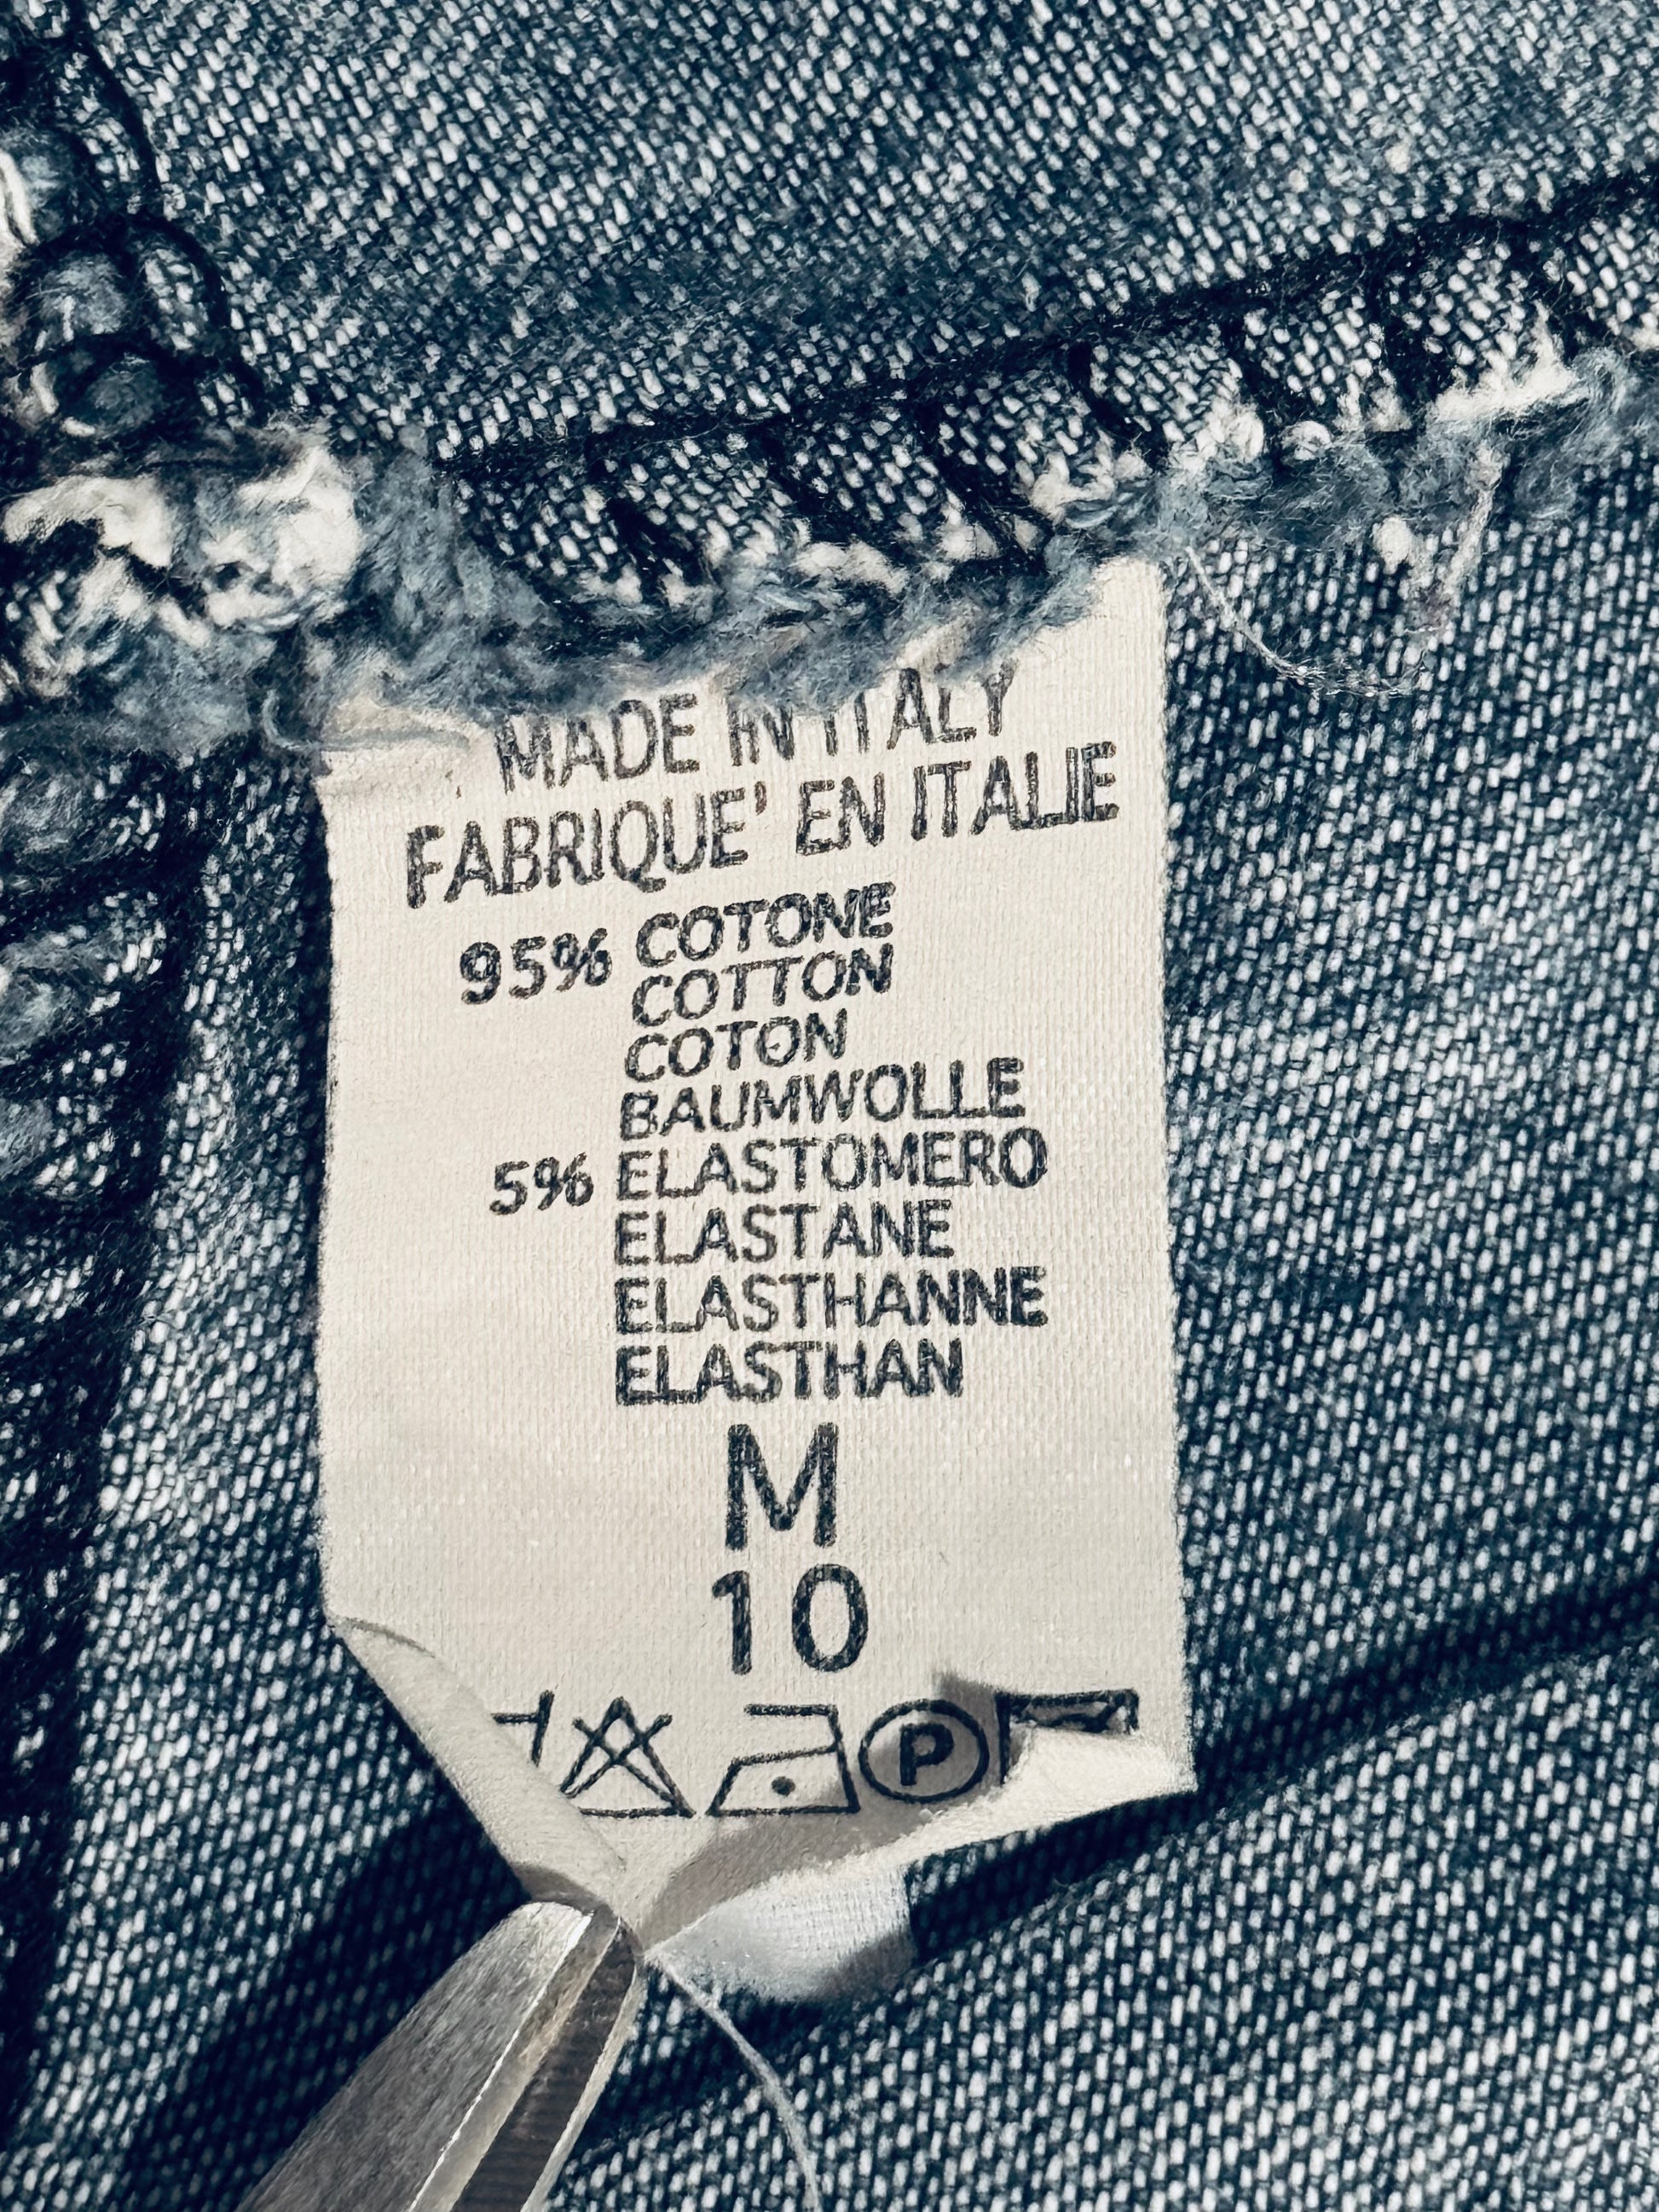 MADE IN ITALY
FABRIQUE' EN ITALIE
95% COTONE
COTTON
COTON
BAUMWOLLE
5% ELASTOMERO
ELASTANE
ELASTHANNE
ELASTHAN
M
10
P